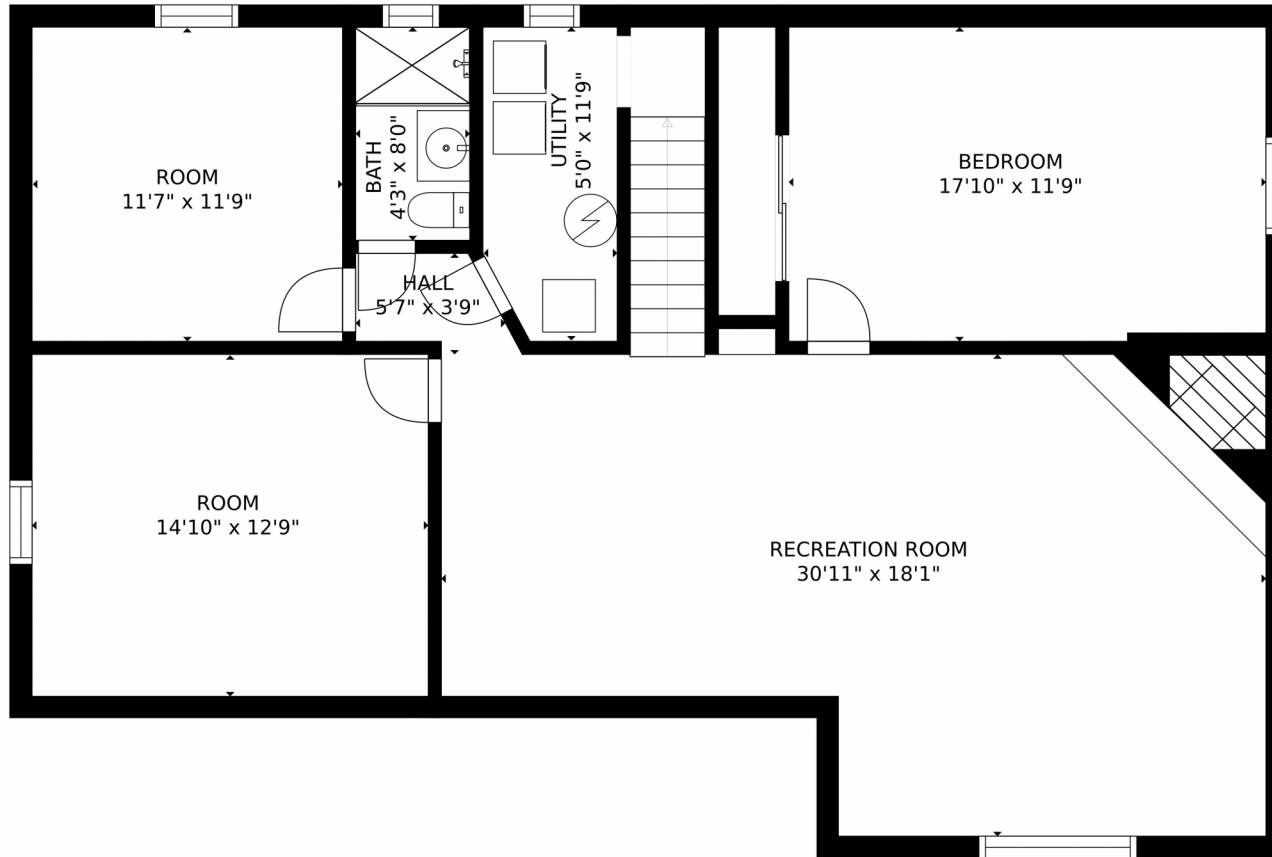 ROOM
11'7" x 11'9"
BATH
4'3" x 8'0"
UTILITY
5'0" x 11'9"
BEDROOM
17'10" x 11'9"
HALL
5'7" x 3'9"
ROOM
14'10" x 12'9"
RECREATION ROOM
30'11" x 18'1"